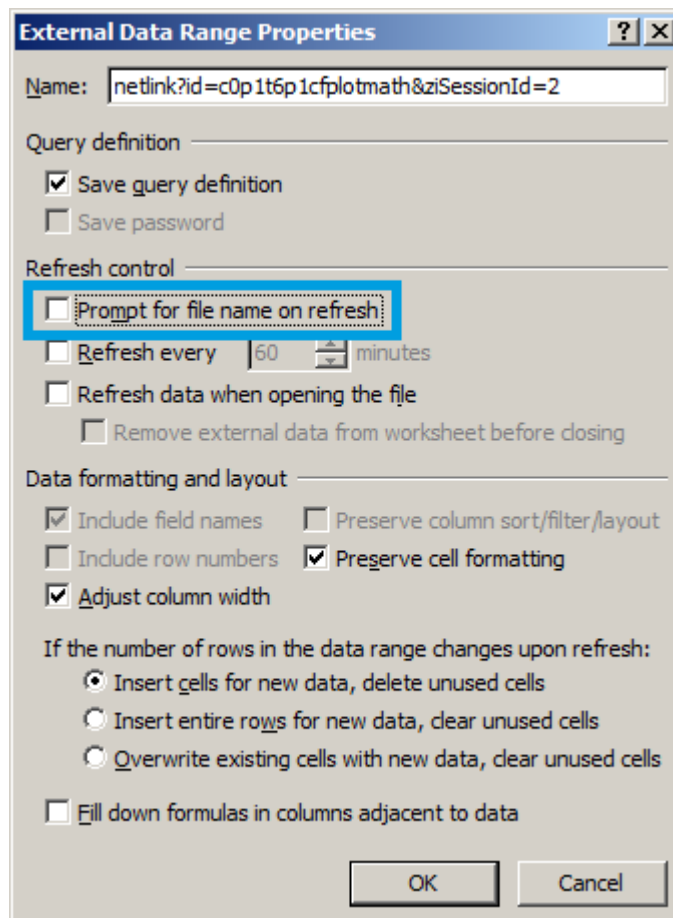 External Data Range Properties
Name: netlink?id=c0p1t6p1cfplotmath&ziSessionId=2
Query definition
Save query definition
Save password
Refresh control
Prompt for file name on refresh
Refresh every 60 minutes
Refresh data when opening the file
Remove external data from worksheet before closing
Data formatting and layout
Include field names Preserve column sort/filter/layout
Include row numbers Preserve cell formatting
Adjust column width
If the number of rows in the data range changes upon refresh:
Insert cells for new data, delete unused cells
Insert entire rows for new data, clear unused cells
Overwrite existing cells with new data, clear unused cells
Fill down formulas in columns adjacent to data
OK Cancel